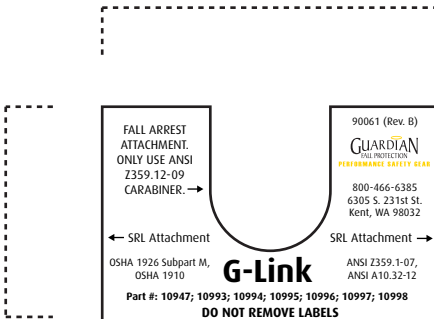 FALL ARREST
ATTACHMENT.
ONLY USE ANSI
Z359.12-09
CARABINER.
90061 (Rev. B)
GUARDIAN
FALL PROTECTION
PERFORMANCE SAFETY GEAR
800-466-6385
6305 S. 231st St.
Kent, WA 98032
SRL Attachment
SRL Attachment
OSHA 1926 Subpart M,
OSHA 1910
G-Link
ANSI Z359.1-07,
ANSI A10.32-12
Part #: 10947; 10993; 10994; 10995; 10996; 10997; 10998
DO NOT REMOVE LABELS